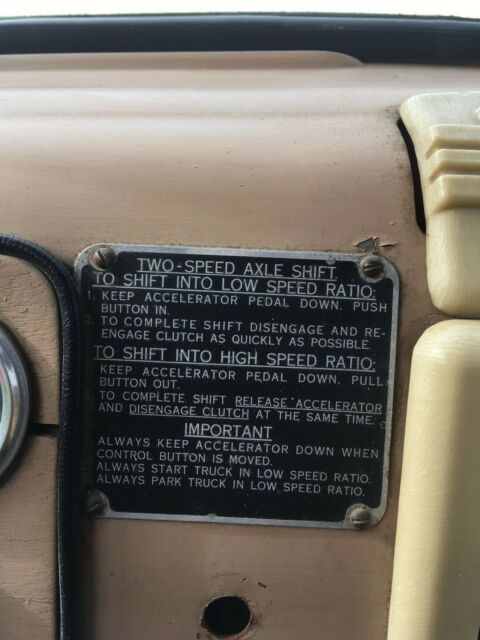 TWO-SPEED AXLE SHIFT.
TO SHIFT INTO LOW SPEED RATIO:
1. KEEP ACCELERATOR PEDAL DOWN. PUSH
BUTTON IN.
2. TO COMPLETE SHIFT DISENGAGE AND RE-
ENGAGE CLUTCH AS QUICKLY AS POSSIBLE.
TO SHIFT INTO HIGH SPEED RATIO:
KEEP ACCELERATOR PEDAL DOWN. PULL
BUTTON OUT.
2. TO COMPLETE SHIFT RELEASE ACCELERATOR
AND DISENGAGE CLUTCH AT THE SAME TIME.
IMPORTANT
ALWAYS KEEP ACCELERATOR DOWN WHEN
CONTROL BUTTON IS MOVED.
ALWAYS START TRUCK IN LOW SPEED RATIO.
ALWAYS PARK TRUCK IN LOW SPEED RATIO.